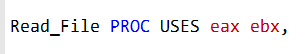 Read_File PROC USES eax ebx,